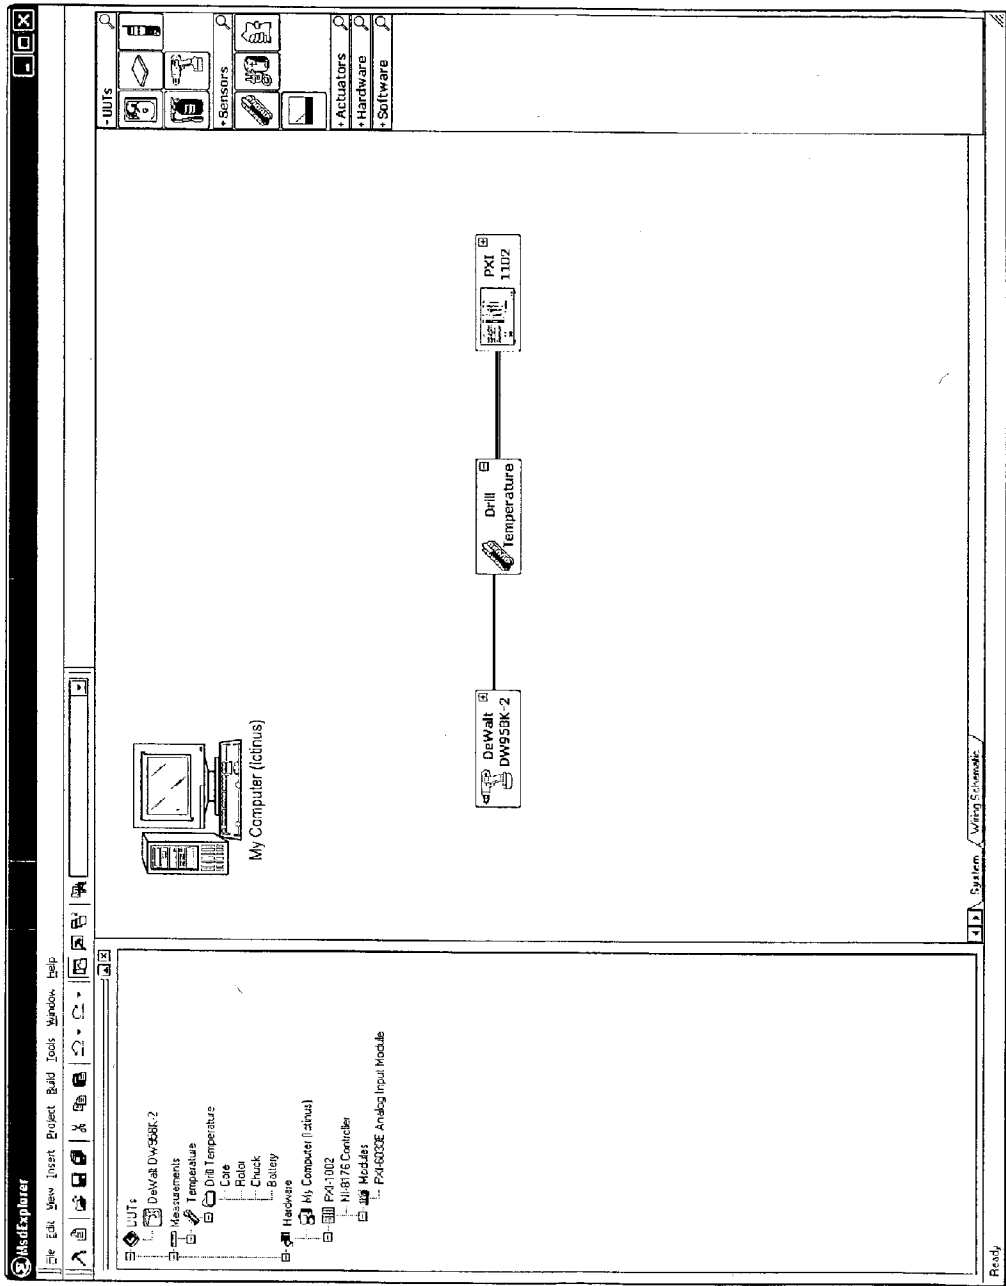 MsdExplorer
File Edit View Insert Project Build Tools Window Help
UUTs
DeWalt DW958K-2
Measurements
Temperature
Drill Temperature
Core
Rotor
Chuck
Battery
Hardware
My Computer (Ictinus)
PXI-1002
NI-8176 Controller
Modules
PXI-6030E Analog Input Module
My Computer (Ictinus)
DeWalt
DW958K-2
Drill
Temperature
PXI
1102
- UUTs
+ Sensors
+ Actuators
+ Hardware
+ Software
System
Wiring Schematic
Ready